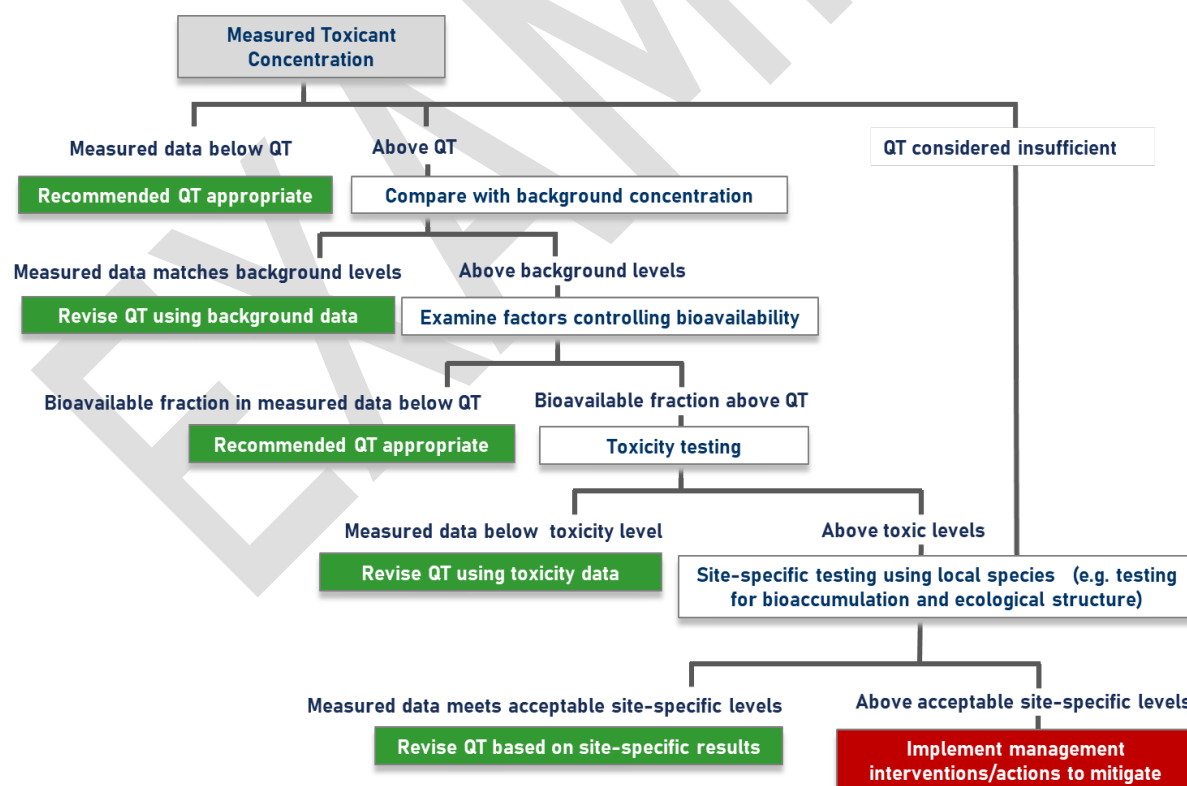 Measured Toxicant
Concentration
Measured data below QT
Above QT
QT considered insufficient
Recommended QT appropriate
Compare with background concentration
Measured data matches background levels
Above background levels
Revise QT using background data
Examine factors controlling bioavailability
Bioavailable fraction in measured data below QT
Bioavailable fraction above QT
Recommended QT appropriate
Toxicity testing
Measured data below toxicity level
Above toxic levels
Revise QT using toxicity data
Site-specific testing using local species (e.g. testing
for bioaccumulation and ecological structure)
Measured data meets acceptable site-specific levels
Above acceptable site-specific levels
Revise QT based on site-specific results
Implement management
interventions/actions to mitigate
EXAM